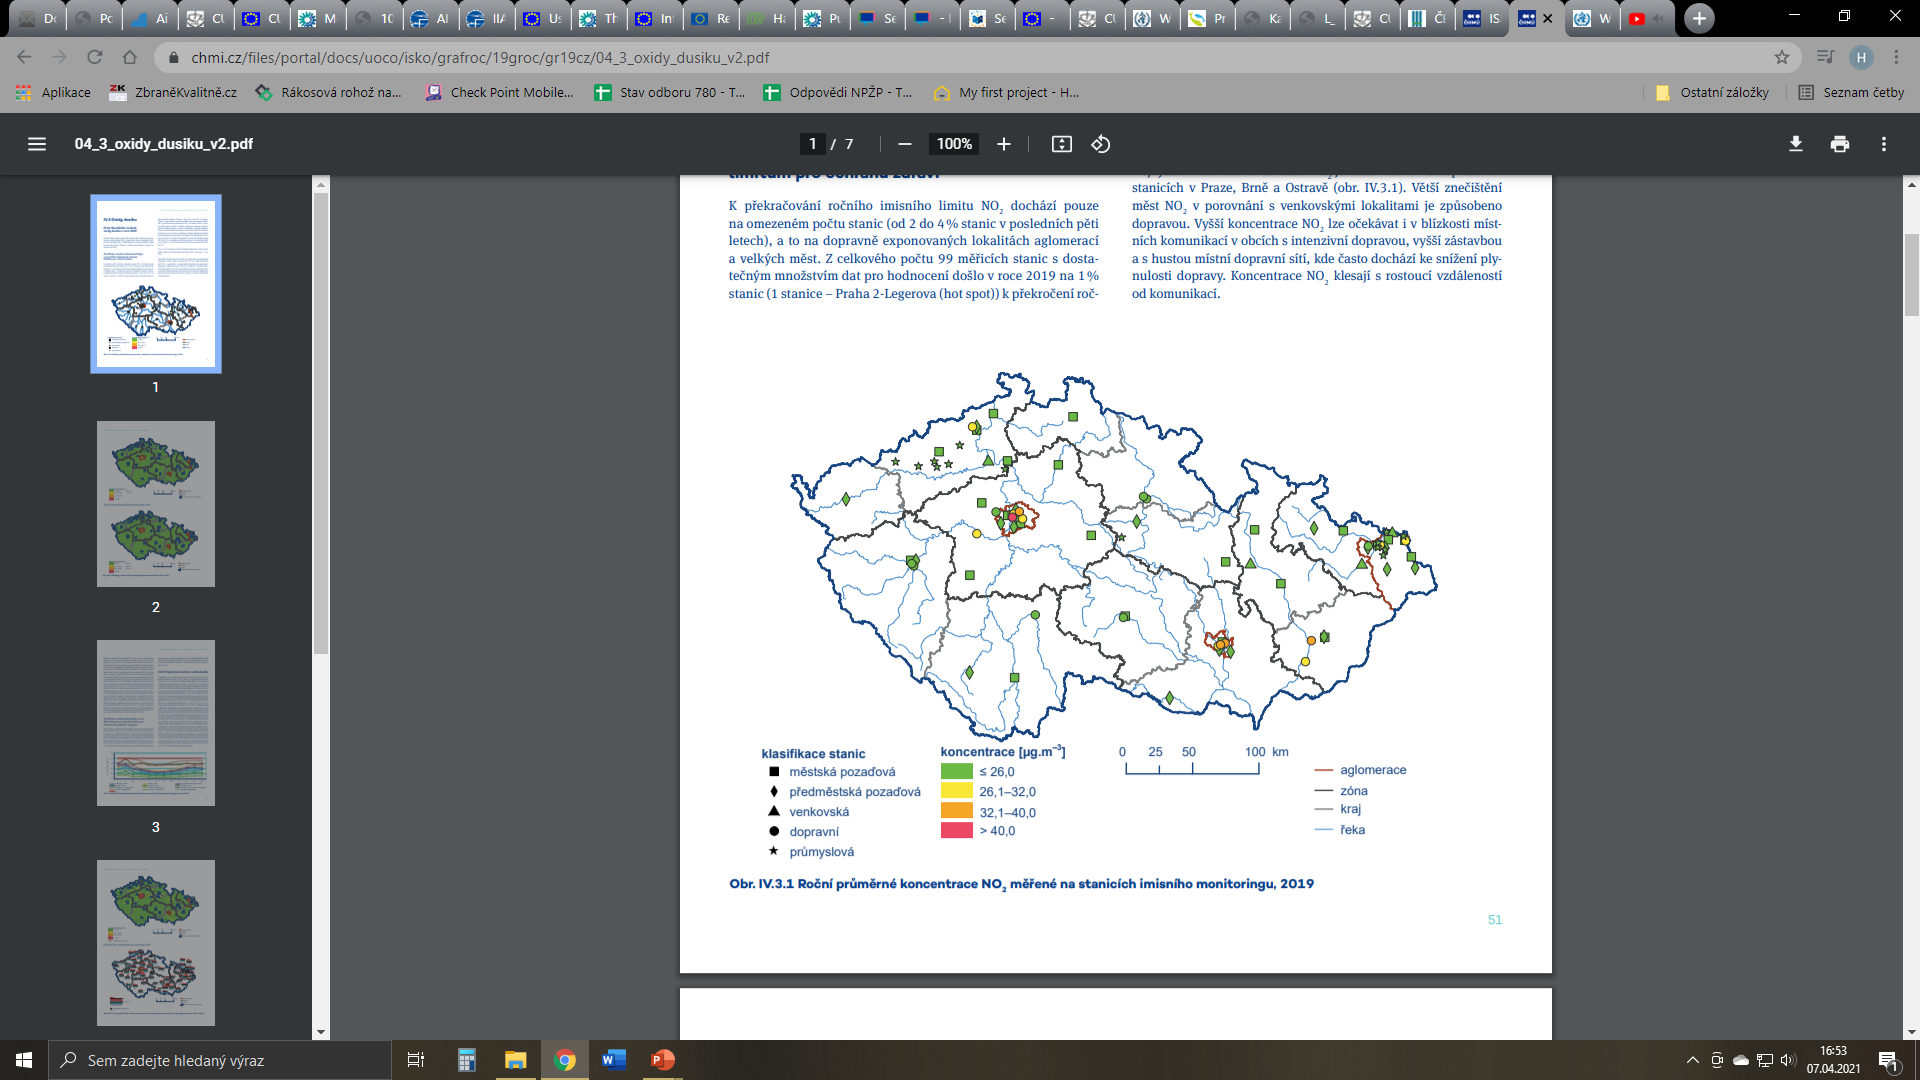 chmi.cz/files/portal/docs/uoco/isko/grafroc/19groc/gr19cz/04_3_oxidy_dusiku_v2.pdf
H
Aplikace
ZbraněKvalitně.cz
Rákosová rohož na...
Check Point Mobile...
Stav odboru 780 - T...
Odpovědi NPŽP - T...
My first project - H...
Ostatní záložky
Seznam četby
04_3_oxidy_dusiku_v2.pdf
1 / 7
100%
1
2
3
K překračování ročního imisního limitu NO₂ dochází pouze
na omezeném počtu stanic (od 2 do 4 % stanic v posledních pěti
letech), a to na dopravně exponovaných lokalitách aglomerací
a velkých měst. Z celkového počtu 99 měřicích stanic s dosta-
tečným množstvím dat pro hodnocení došlo v roce 2019 na 1 %
stanic (1 stanice – Praha 2-Legerova (hot spot)) k překročení roč-
stanicích v Praze, Brně a Ostravě (obr. IV.3.1). Větší znečištění
měst NO₂ v porovnání s venkovskými lokalitami je způsobeno
dopravou. Vyšší koncentrace NO₂ lze očekávat i v blízkosti míst-
ních komunikací v obcích s intenzivní dopravou, vyšší zástavbou
a s hustou místní dopravní sítí, kde často dochází ke snížení ply-
nulosti dopravy. Koncentrace NO₂ klesají s rostoucí vzdáleností
od komunikací.
klasifikace stanic
městská pozaďová
předměstská pozaďová
venkovská
dopravní
průmyslová
koncentrace [µg.m⁻³]
≤ 26,0
26,1–32,0
32,1–40,0
> 40,0
0 25 50 100 km
aglomerace
zóna
kraj
řeka
Obr. IV.3.1 Roční průměrné koncentrace NO₂ měřené na stanicích imisního monitoringu, 2019
51
Sem zadejte hledaný výraz
16:53
07.04.2021
1